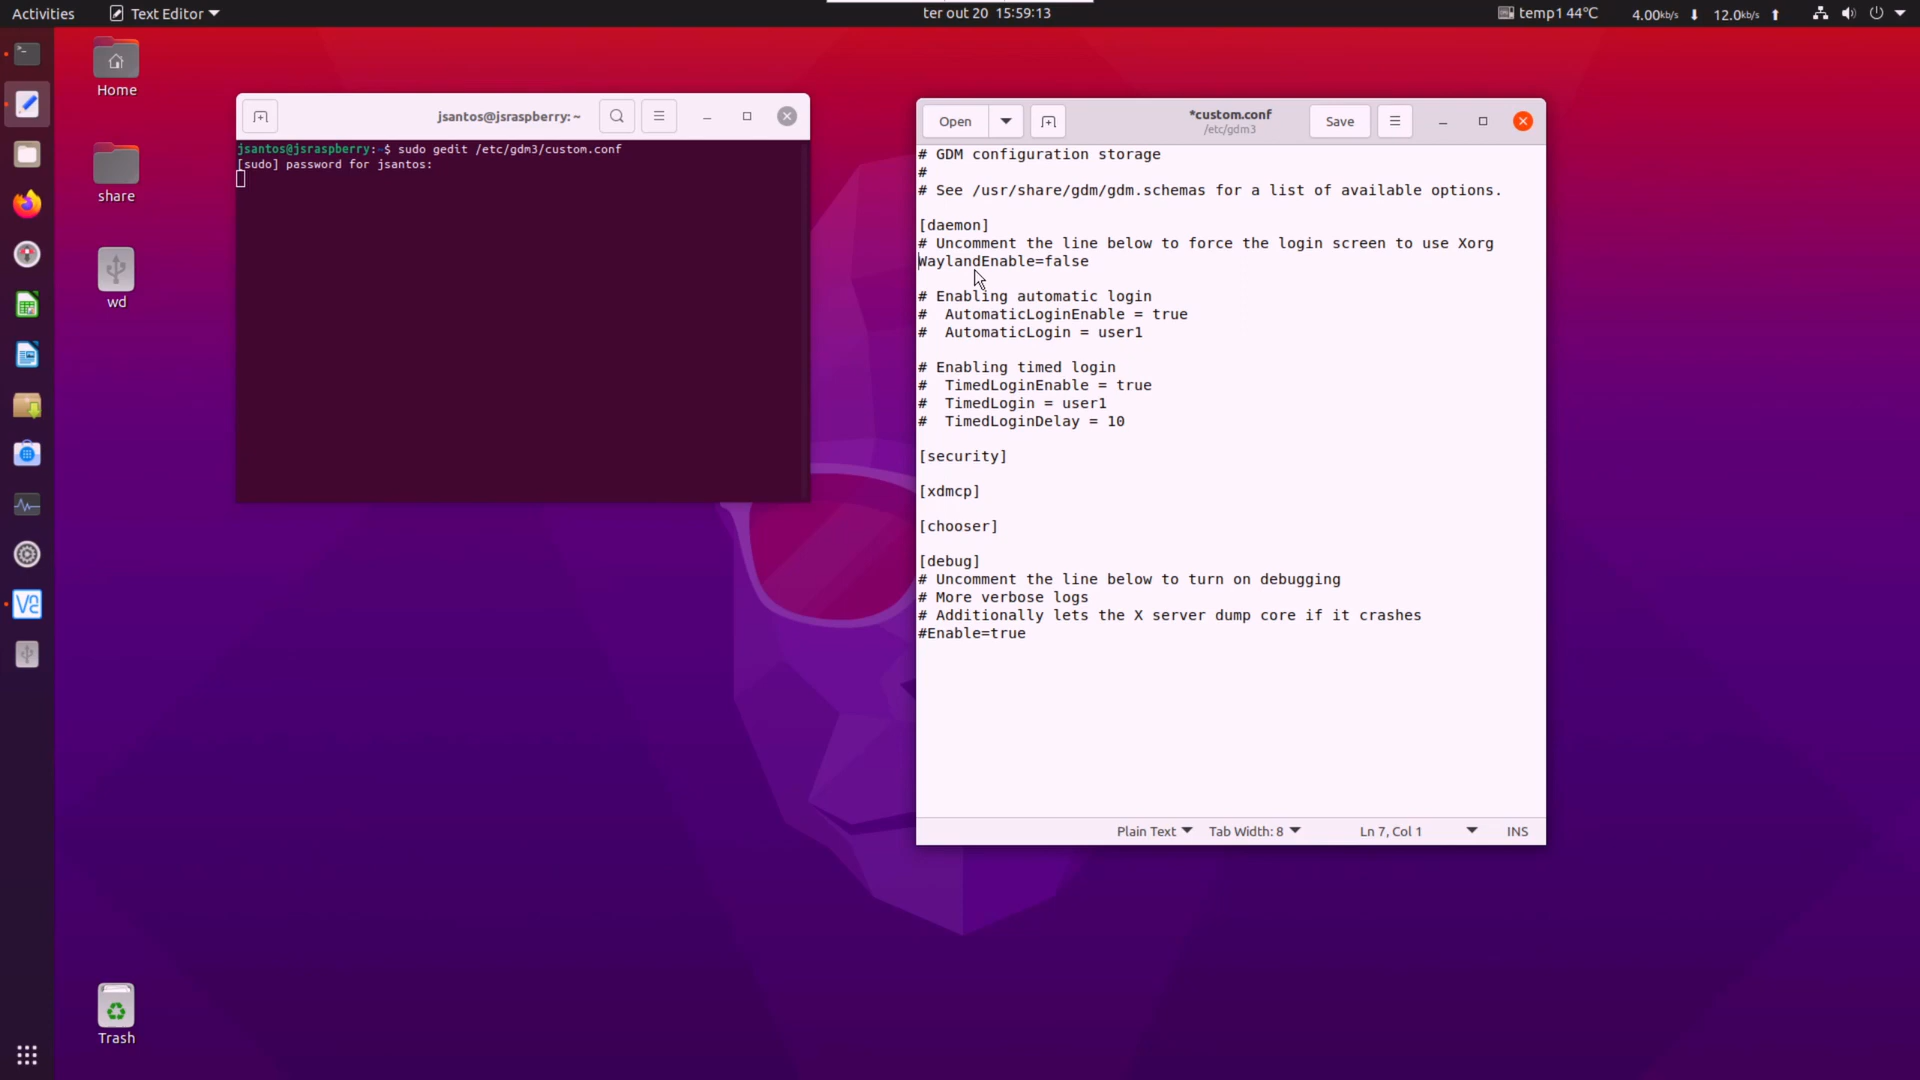 Activities
Text Editor
ter out 20 15:59:13
temp1 44°C
4.00kb/s
12.0kb/s
Home
share
wd
Trash
jsantos@jsraspberry: ~
jsantos@jsraspberry:~$ sudo gedit /etc/gdm3/custom.conf
[sudo] password for jsantos:
Open
*custom.conf
/etc/gdm3
Save
# GDM configuration storage
#
# See /usr/share/gdm/gdm.schemas for a list of available options.
[daemon]
# Uncomment the line below to force the login screen to use Xorg
WaylandEnable=false
# Enabling automatic login
#  AutomaticLoginEnable = true
#  AutomaticLogin = user1
# Enabling timed login
#  TimedLoginEnable = true
#  TimedLogin = user1
#  TimedLoginDelay = 10
[security]
[xdmcp]
[chooser]
[debug]
# Uncomment the line below to turn on debugging
# More verbose logs
# Additionally lets the X server dump core if it crashes
#Enable=true
Plain Text
Tab Width: 8
Ln 7, Col 1
INS